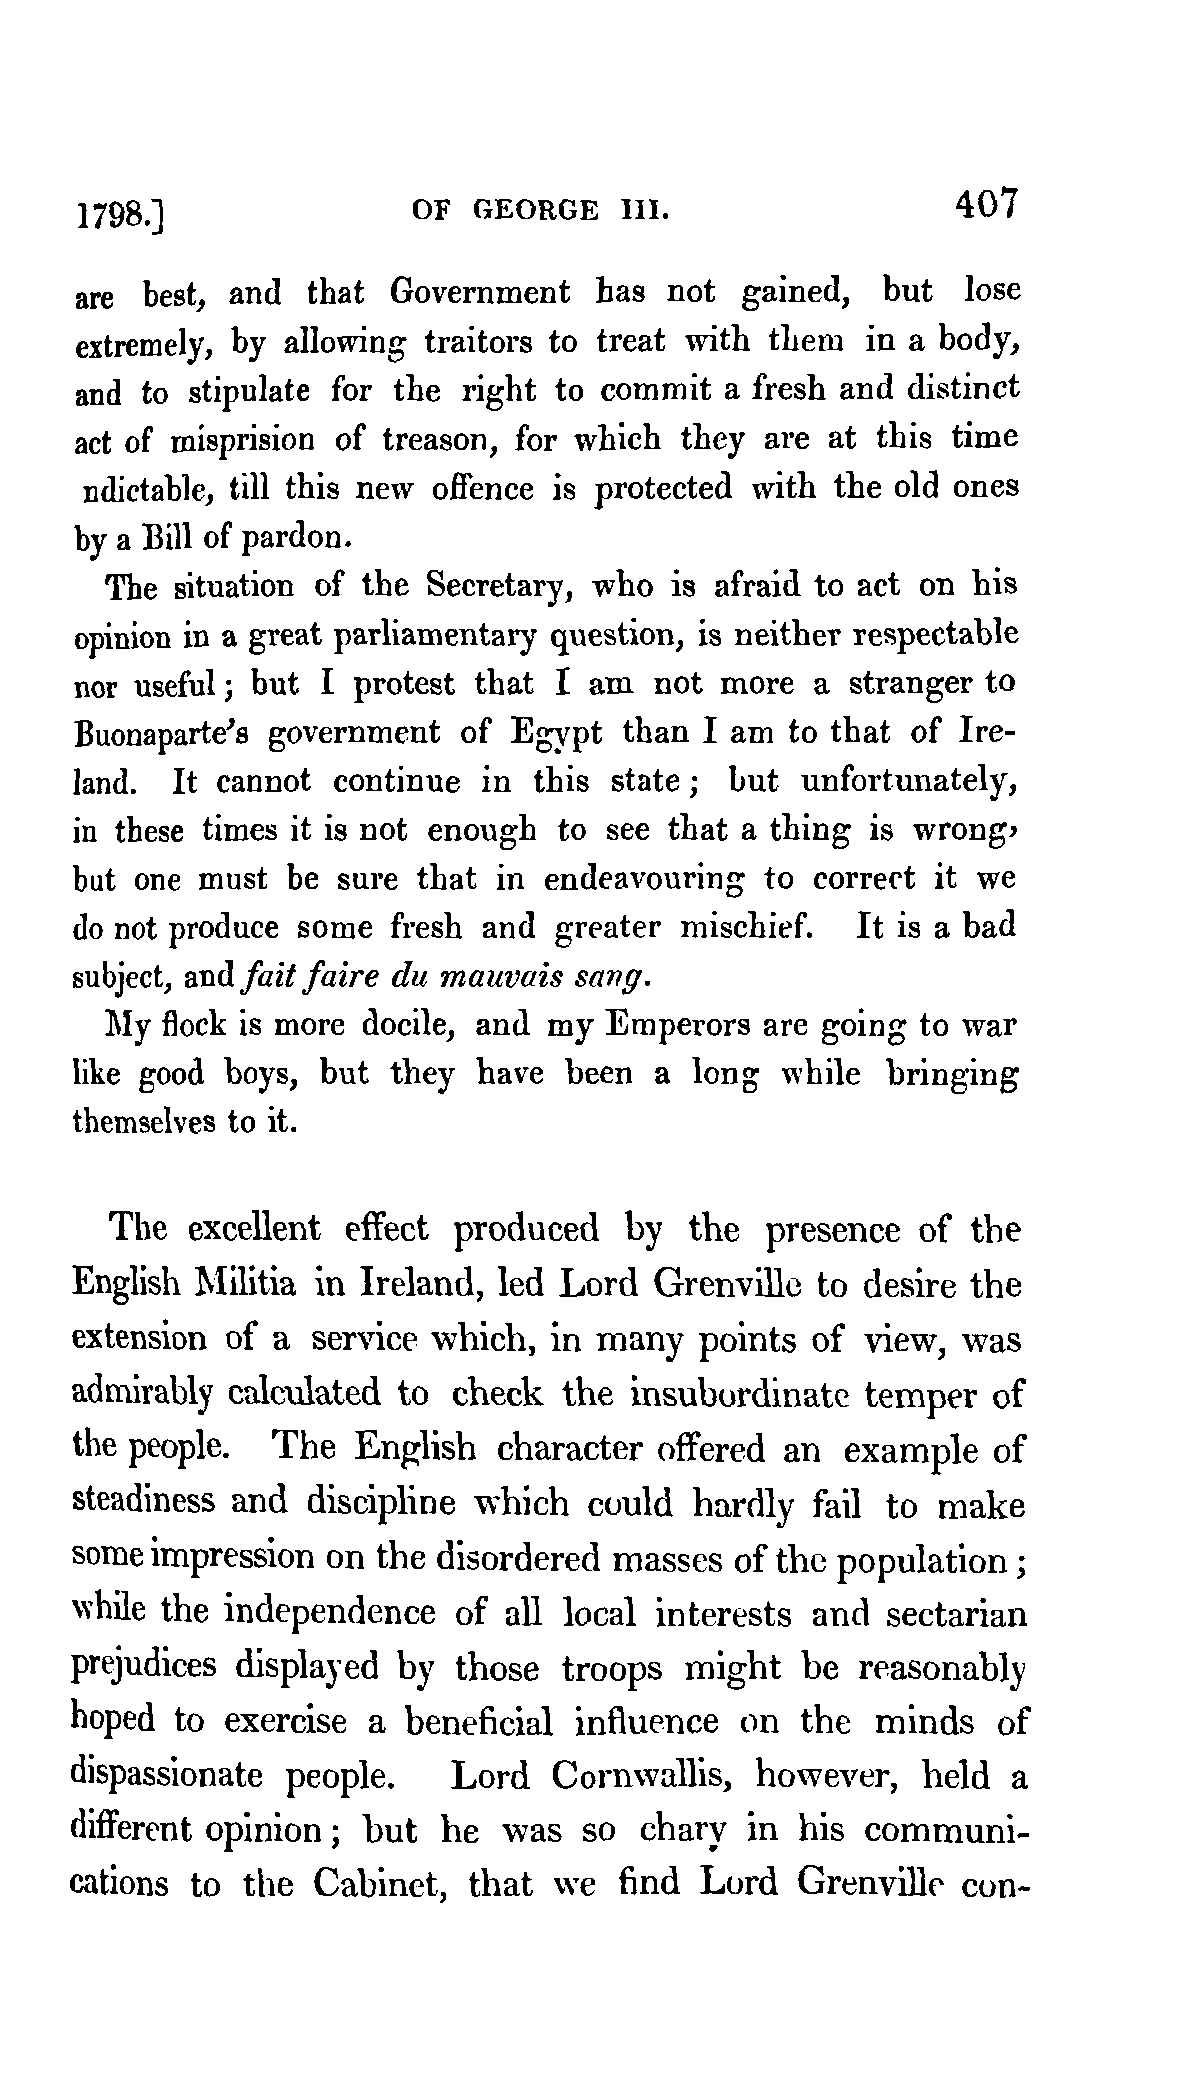 1798.] OF GEORGE III. 407
are best, and that Government has not gained, but lose
extremely, by allowing traitors to treat with them in a body,
and to stipulate for the right to commit a fresh and distinct
act of misprision of treason, for which they are at this time
ndictable, till this new offence is protected with the old ones
by a Bill of pardon.
The situation of the Secretary, who is afraid to act on his
opinion in a great parliamentary question, is neither respectable
nor useful; but I protest that I am not more a stranger to
Buonaparte's government of Egypt than I am to that of Ire-
land. It cannot continue in this state; but unfortunately,
in these times it is not enough to see that a thing is wrong,
but one must be sure that in endeavouring to correct it we
do not produce some fresh and greater mischief. It is a bad
subject, and fait faire du mauvais sang.
My flock is more docile, and my Emperors are going to war
like good boys, but they have been a long while bringing
themselves to it.
The excellent effect produced by the presence of the
English Militia in Ireland, led Lord Grenville to desire the
extension of a service which, in many points of view, was
admirably calculated to check the insubordinate temper of
the people. The English character offered an example of
steadiness and discipline which could hardly fail to make
some impression on the disordered masses of the population;
while the independence of all local interests and sectarian
prejudices displayed by those troops might be reasonably
hoped to exercise a beneficial influence on the minds of
dispassionate people. Lord Cornwallis, however, held a
different opinion; but he was so chary in his communi-
cations to the Cabinet, that we find Lord Grenville con-